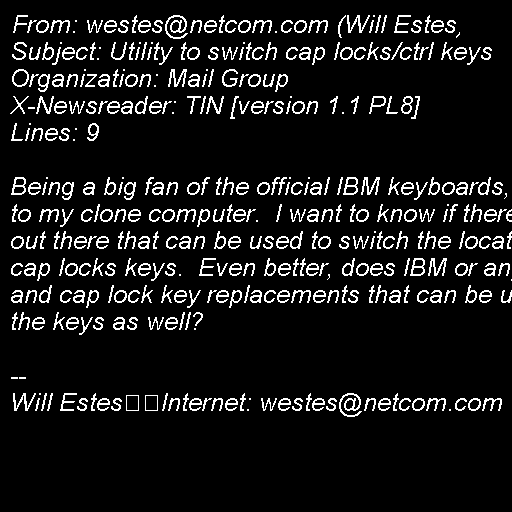 From: westes@netcom.com (Will Estes,
Subject: Utility to switch cap locks/ctrl keys
Organization: Mail Group
X-Newsreader: TIN [version 1.1 PL8]
Lines: 9

Being a big fan of the official IBM keyboards,
to my clone computer.  I want to know if there
out there that can be used to switch the locat
cap locks keys.  Even better, does IBM or an
and cap lock key replacements that can be u
the keys as well?

--
Will Estes Internet: westes@netcom.com